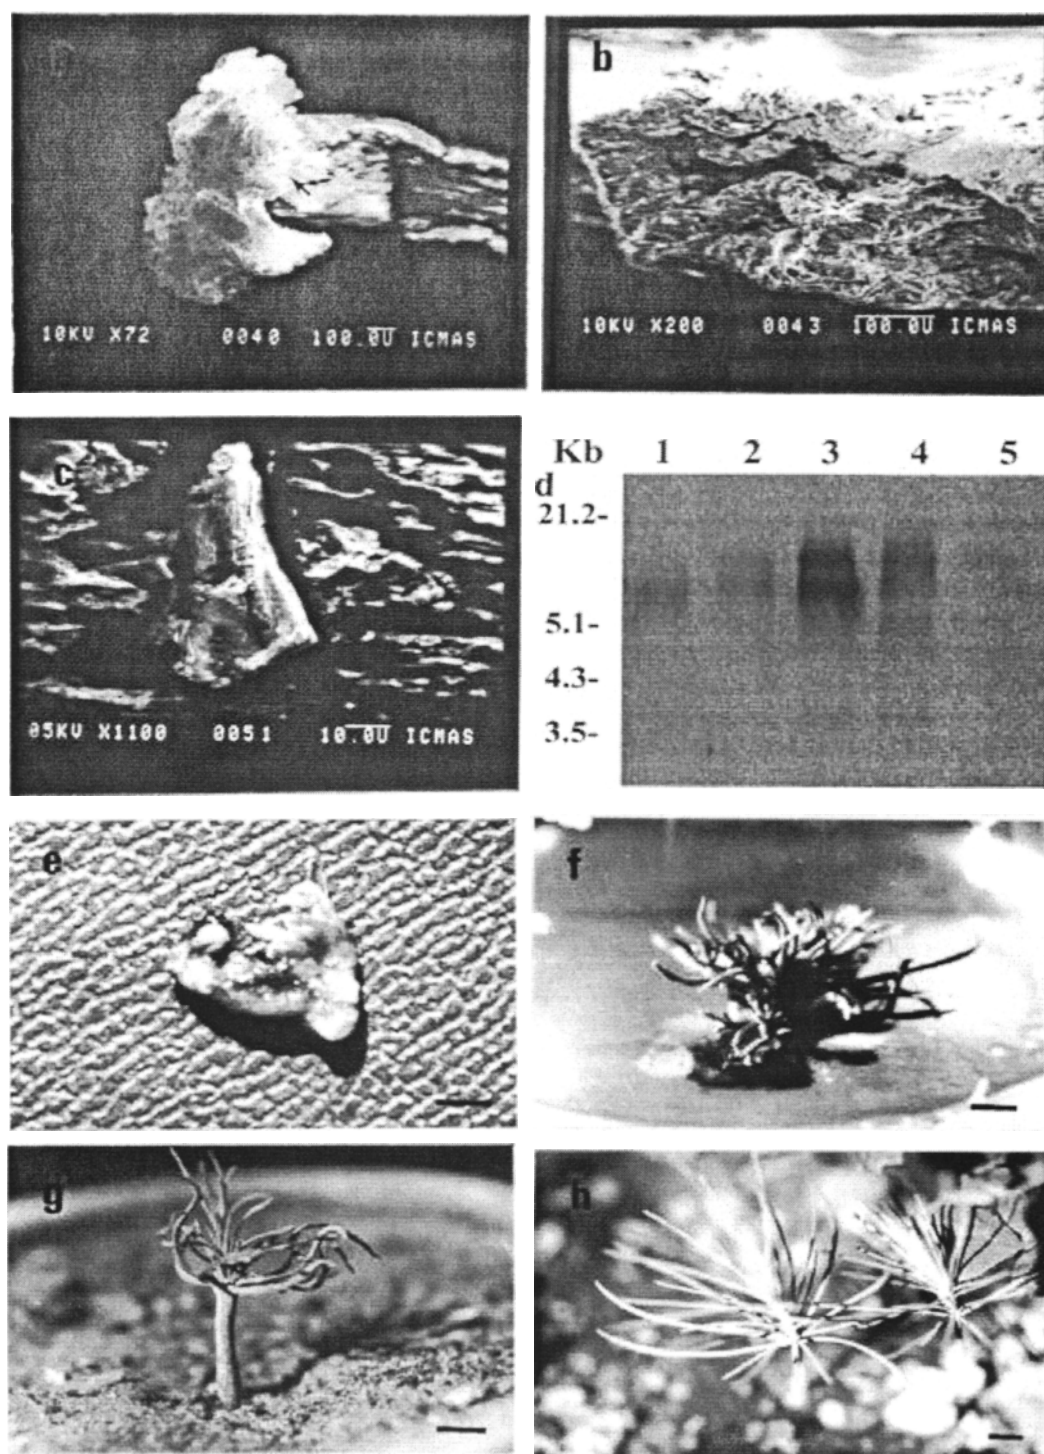 b
10KV X72 0040 100.0U ICMAS
10KV X200 0043 100.0U ICMAS
c
05KV X1100 0051 10.0U ICMAS
Kb 1 2 3 4 5
d
21.2-
5.1-
4.3-
3.5-
e
f
g
h